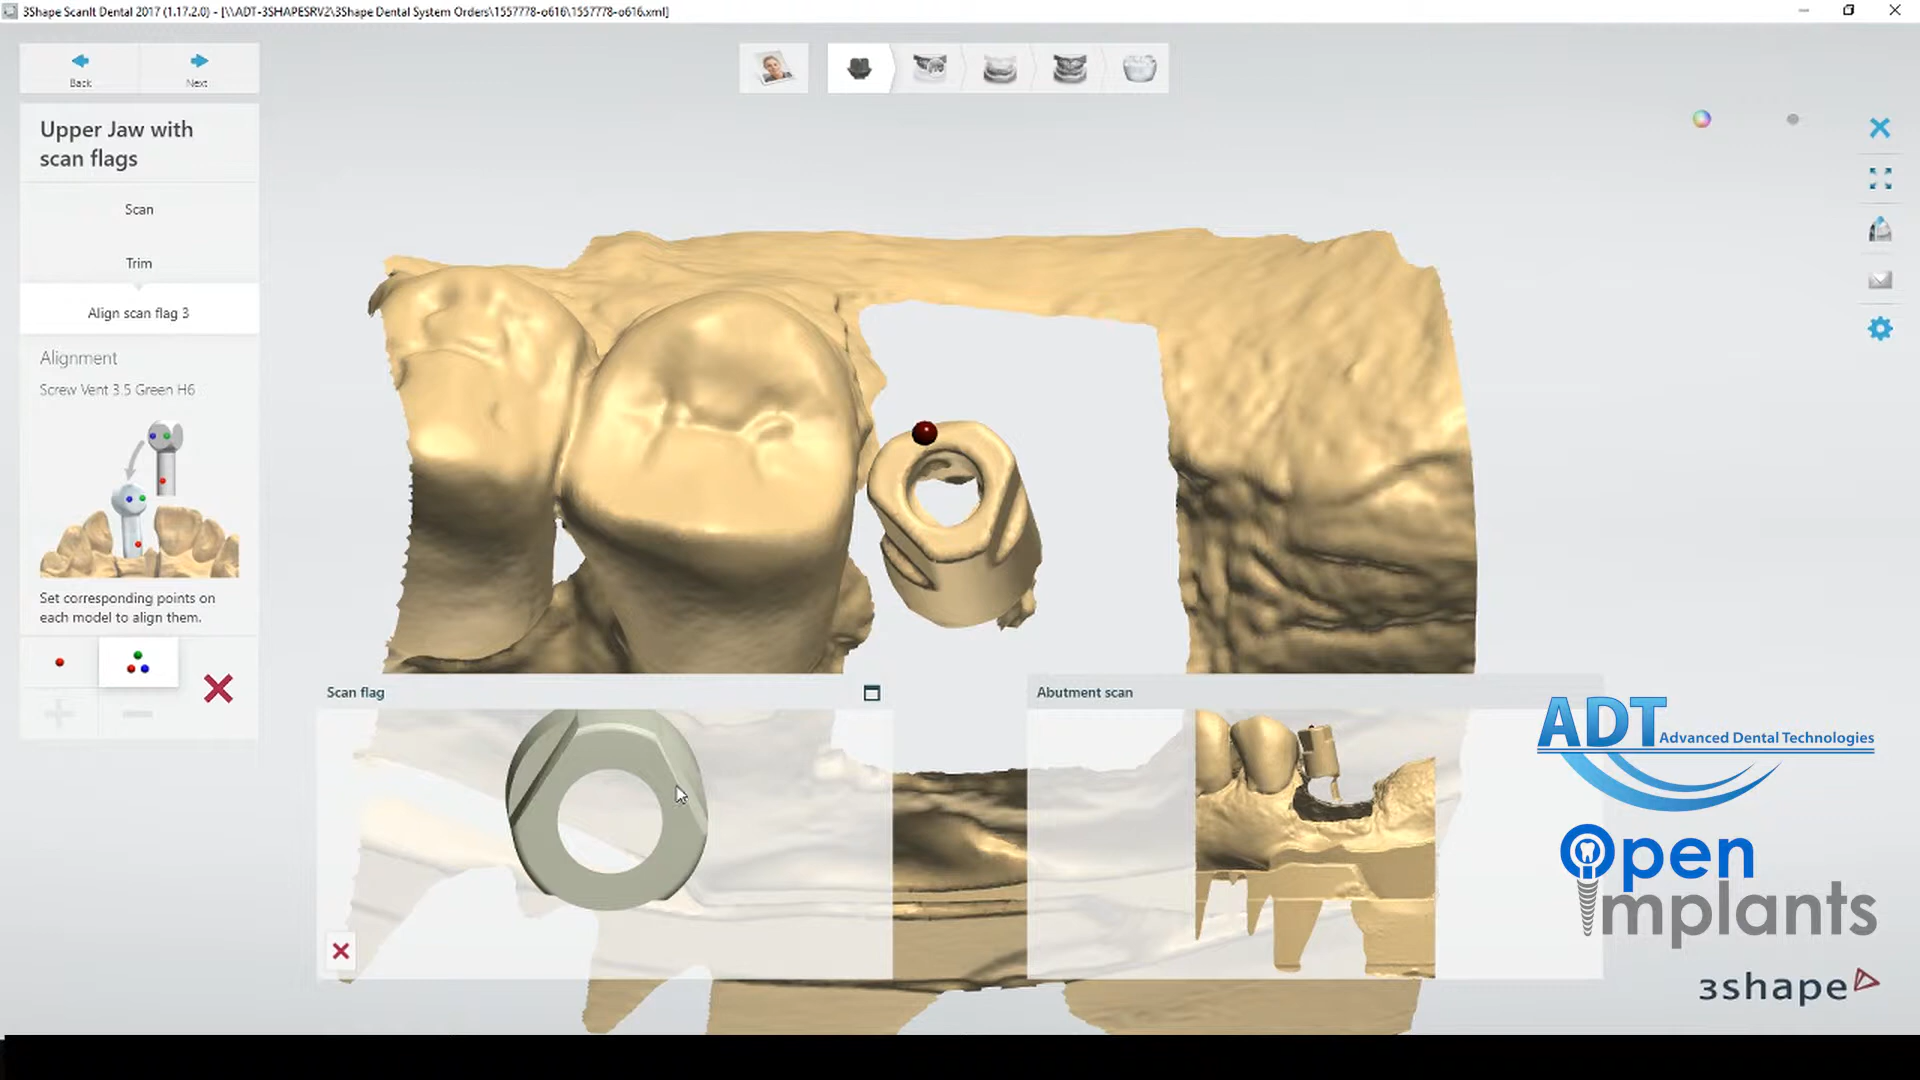 3Shape ScanIt Dental 2017 (1.17.2.0) - [\\ADT-3SHAPESRV2\3Shape Dental System Orders\1557778-o616\1557778-o616.xml]
Back
Next
Upper Jaw with
scan flags
Scan
Trim
Align scan flag 3
Alignment
Screw Vent 3.5 Green H6
Set corresponding points on
each model to align them.
Scan flag
Abutment scan
ADT Advanced Dental Technologies
Open
Implants
3shape